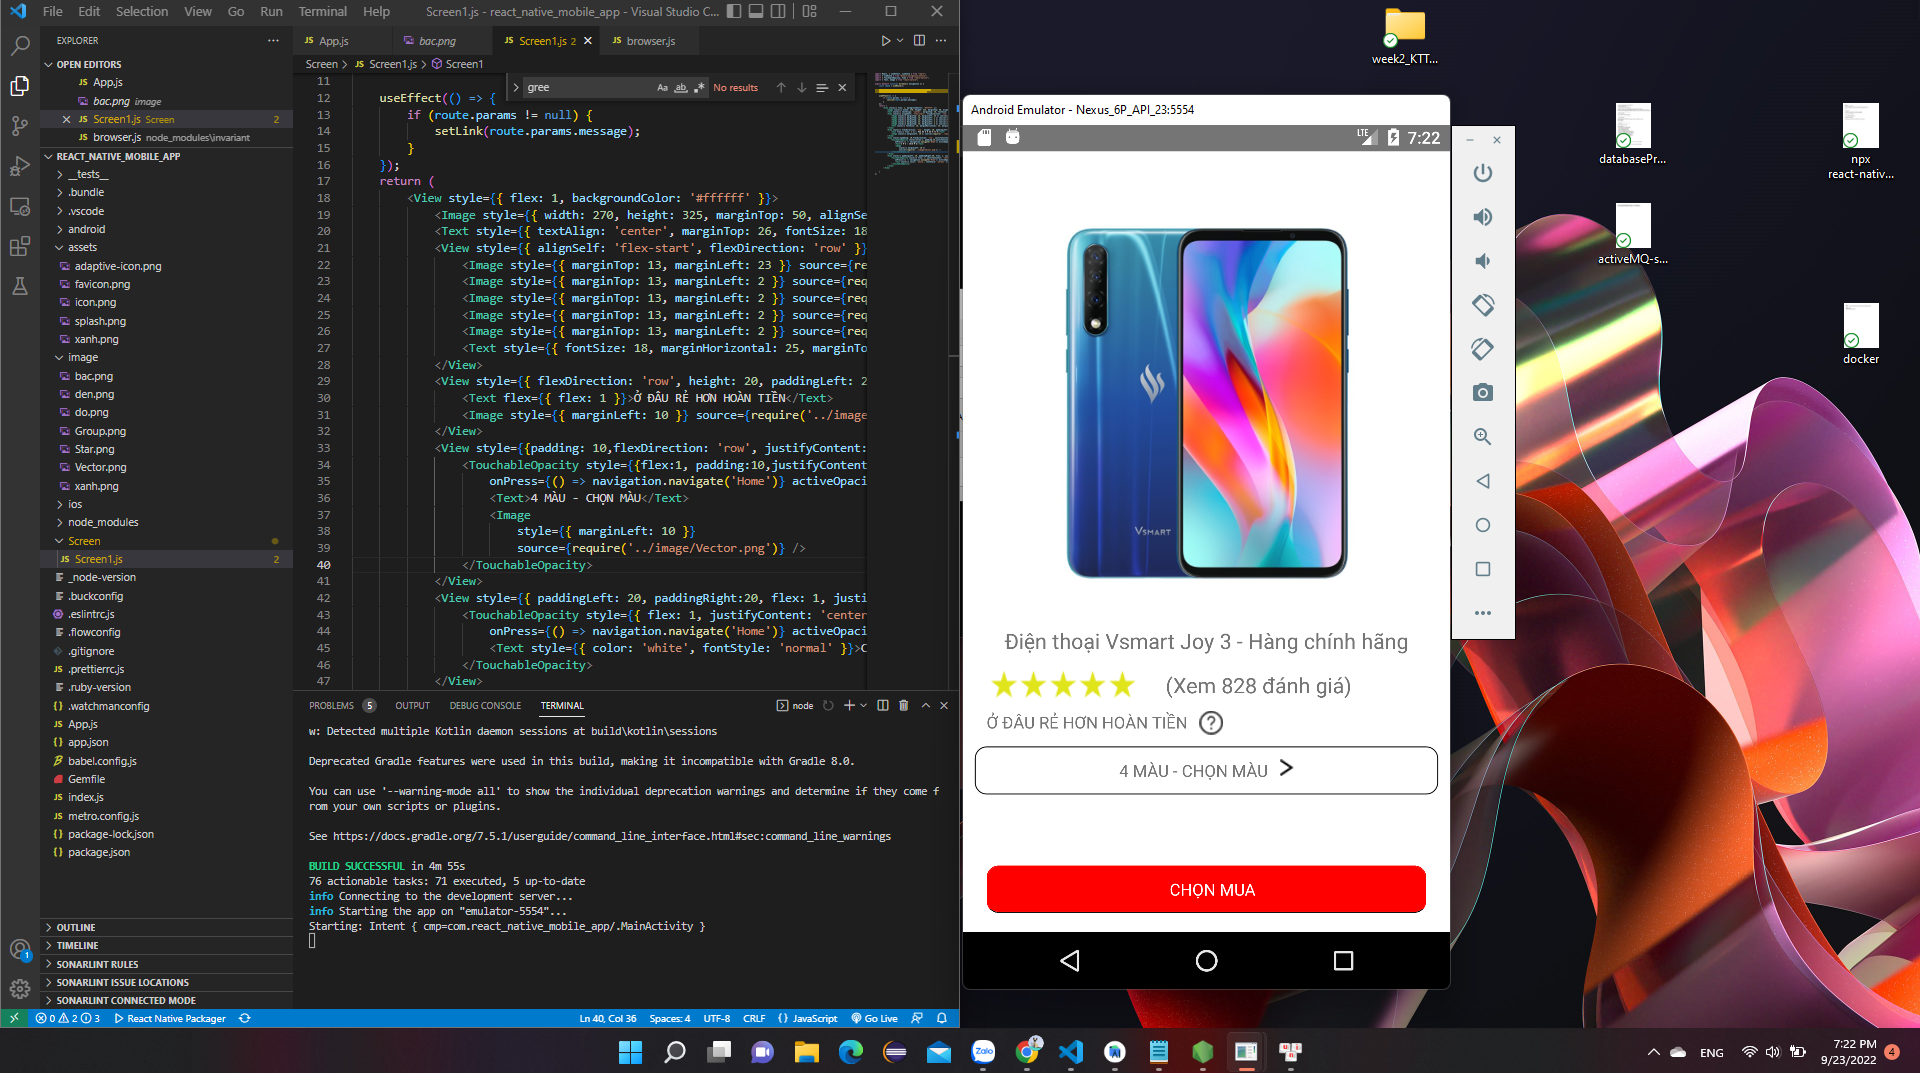 File Edit Selection View Go Run Terminal Help
Screen1.js - react_native_mobile_app - Visual Studio C...
EXPLORER
OPEN EDITORS
JS App.js
bac.png image
JS Screen1.js Screen 2
JS browser.js node_modules\invariant
REACT_NATIVE_MOBILE_APP
__tests__
.bundle
.vscode
android
assets
adaptive-icon.png
favicon.png
icon.png
splash.png
xanh.png
image
bac.png
den.png
do.png
Group.png
Star.png
Vector.png
xanh.png
ios
node_modules
Screen
JS Screen1.js 2
_node-version
.buckconfig
.eslintrc.js
.flowconfig
.gitignore
JS .prettierrc.js
.ruby-version
{} .watchmanconfig
JS App.js
{} app.json
babel.config.js
Gemfile
JS index.js
JS metro.config.js
{} package-lock.json
{} package.json
OUTLINE
TIMELINE
SONARLINT RULES
SONARLINT ISSUE LOCATIONS
SONARLINT CONNECTED MODE
JS App.js bac.png JS Screen1.js 2 JS browser.js
Screen > JS Screen1.js > Screen1
gree Aa ab No results
11
12 useEffect(() => {
13 if (route.params != null) {
14 setLink(route.params.message);
15 }
16 });
17 return (
18 <View style={{ flex: 1, backgroundColor: '#ffffff' }}>
19 <Image style={{ width: 270, height: 325, marginTop: 50, alignSe
20 <Text style={{ textAlign: 'center', marginTop: 26, fontSize: 18
21 <View style={{ alignSelf: 'flex-start', flexDirection: 'row' }}
22 <Image style={{ marginTop: 13, marginLeft: 23 }} source={re
23 <Image style={{ marginTop: 13, marginLeft: 2 }} source={req
24 <Image style={{ marginTop: 13, marginLeft: 2 }} source={req
25 <Image style={{ marginTop: 13, marginLeft: 2 }} source={req
26 <Image style={{ marginTop: 13, marginLeft: 2 }} source={req
27 <Text style={{ fontSize: 18, marginHorizontal: 25, marginTo
28 </View>
29 <View style={{ flexDirection: 'row', height: 20, paddingLeft: 2
30 <Text flex={{ flex: 1 }}>Ở ĐÂU RẺ HƠN HOÀN TIỀN</Text>
31 <Image style={{ marginLeft: 10 }} source={require('../image
32 </View>
33 <View style={{padding: 10,flexDirection: 'row', justifyContent:
34 <TouchableOpacity style={{flex:1, padding:10,justifyContent
35 onPress={() => navigation.navigate('Home')} activeOpaci
36 <Text>4 MÀU - CHỌN MÀU</Text>
37 <Image
38 style={{ marginLeft: 10 }}
39 source={require('../image/Vector.png')} />
40 </TouchableOpacity>
41 </View>
42 <View style={{ paddingLeft: 20, paddingRight:20, flex: 1, justi
43 <TouchableOpacity style={{ flex: 1, justifyContent: 'center
44 onPress={() => navigation.navigate('Home')} activeOpaci
45 <Text style={{ color: 'white', fontStyle: 'normal' }}>C
46 </TouchableOpacity>
47 </View>
PROBLEMS 5 OUTPUT DEBUG CONSOLE TERMINAL node
w: Detected multiple Kotlin daemon sessions at build\kotlin\sessions
Deprecated Gradle features were used in this build, making it incompatible with Gradle 8.0.
You can use '--warning-mode all' to show the individual deprecation warnings and determine if they come f
rom your own scripts or plugins.
See https://docs.gradle.org/7.5.1/userguide/command_line_interface.html#sec:command_line_warnings
BUILD SUCCESSFUL in 4m 55s
76 actionable tasks: 71 executed, 5 up-to-date
info Connecting to the development server...
info Starting the app on "emulator-5554"...
Starting: Intent { cmp=com.react_native_mobile_app/.MainActivity }
1
0 2 3 React Native Packager
Ln 40, Col 36 Spaces: 4 UTF-8 CRLF {} JavaScript Go Live
Android Emulator - Nexus_6P_API_23:5554
LTE 7:22
VSMART
Điện thoại Vsmart Joy 3 - Hàng chính hãng
(Xem 828 đánh giá)
Ở ĐÂU RẺ HƠN HOÀN TIỀN ?
4 MÀU - CHỌN MÀU
CHỌN MUA
week2_KTT...
databasePr...
npx
react-nativ...
activeMQ-s...
docker
Zalo
ENG
7:22 PM
9/23/2022
4